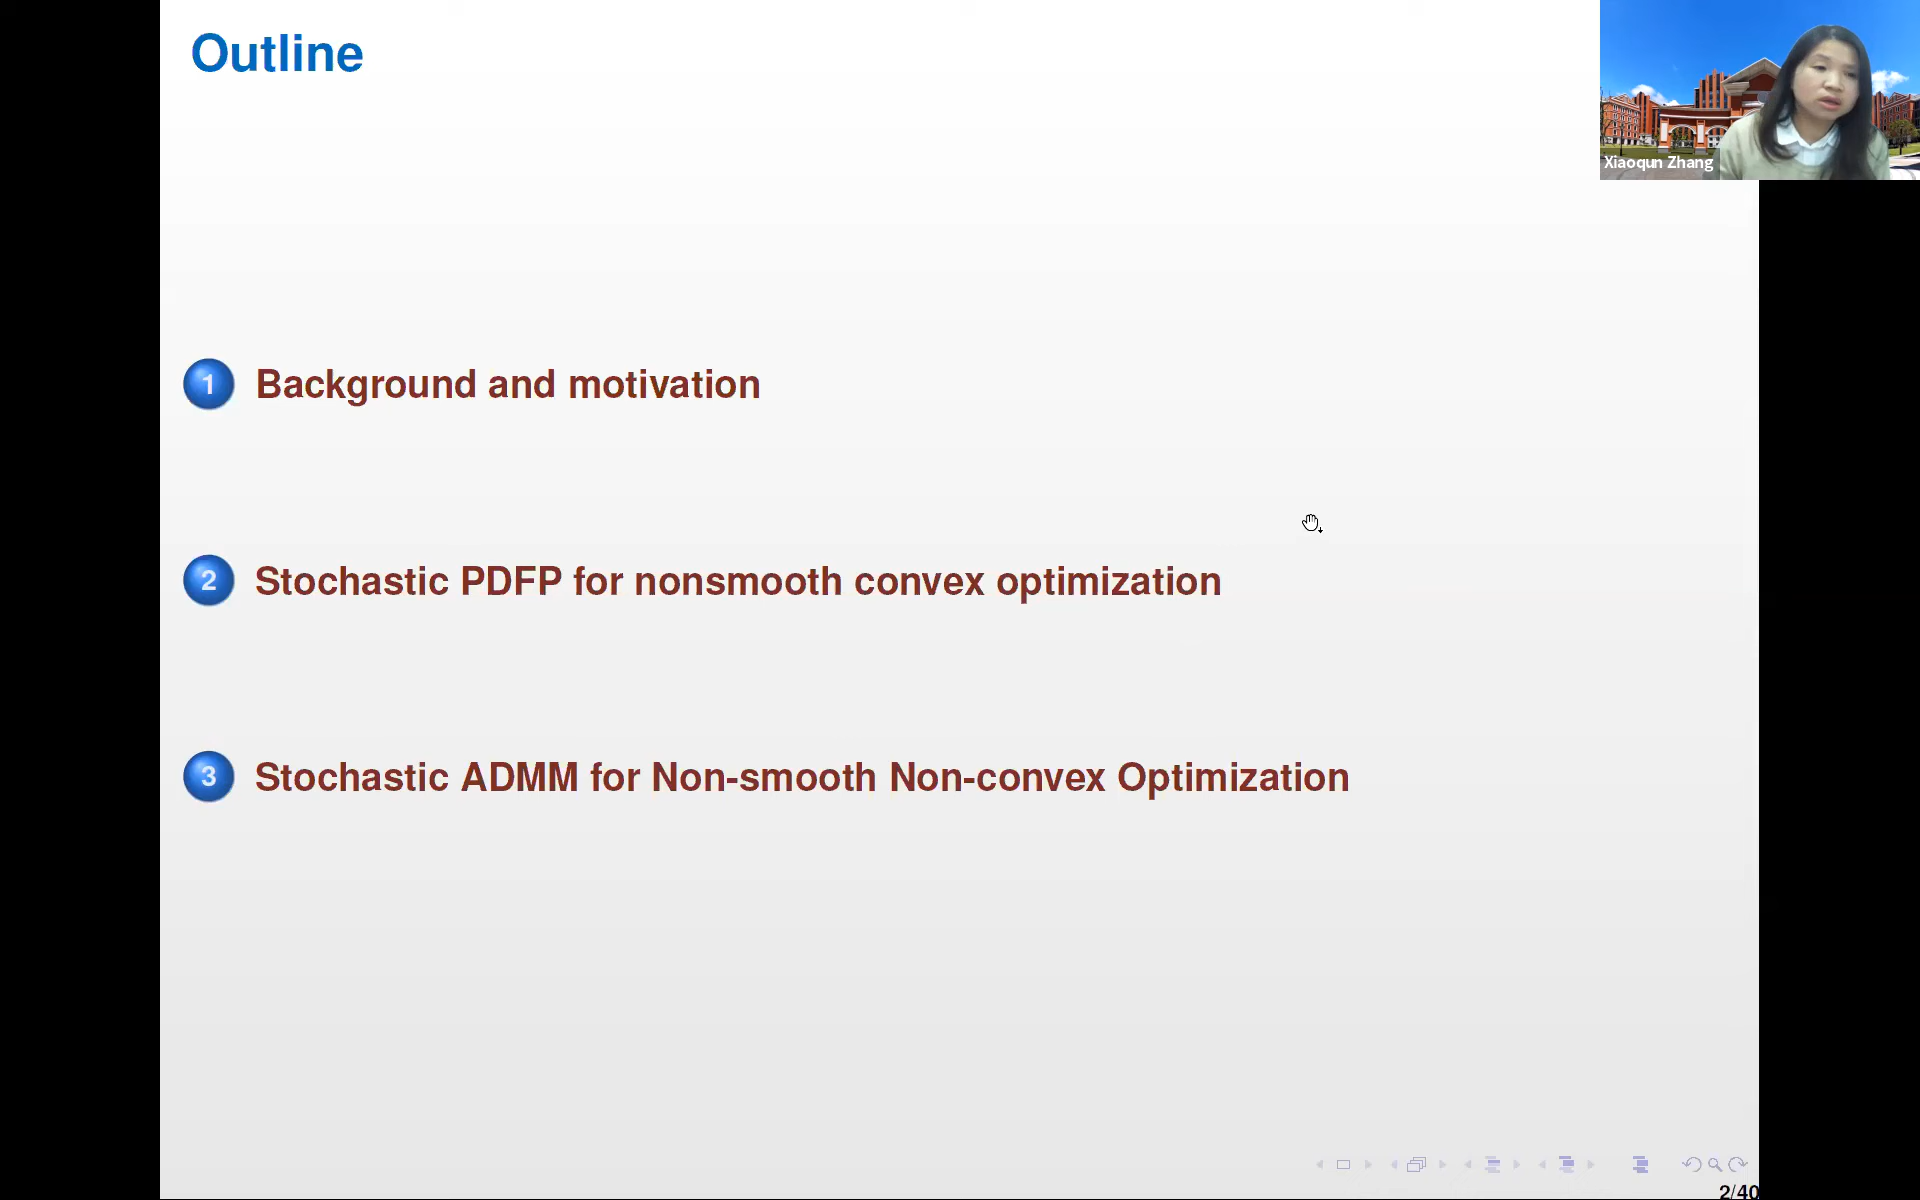 Outline
Xiaoqun Zhang
1 Background and motivation
2 Stochastic PDFP for nonsmooth convex optimization
3 Stochastic ADMM for Non-smooth Non-convex Optimization
2/40